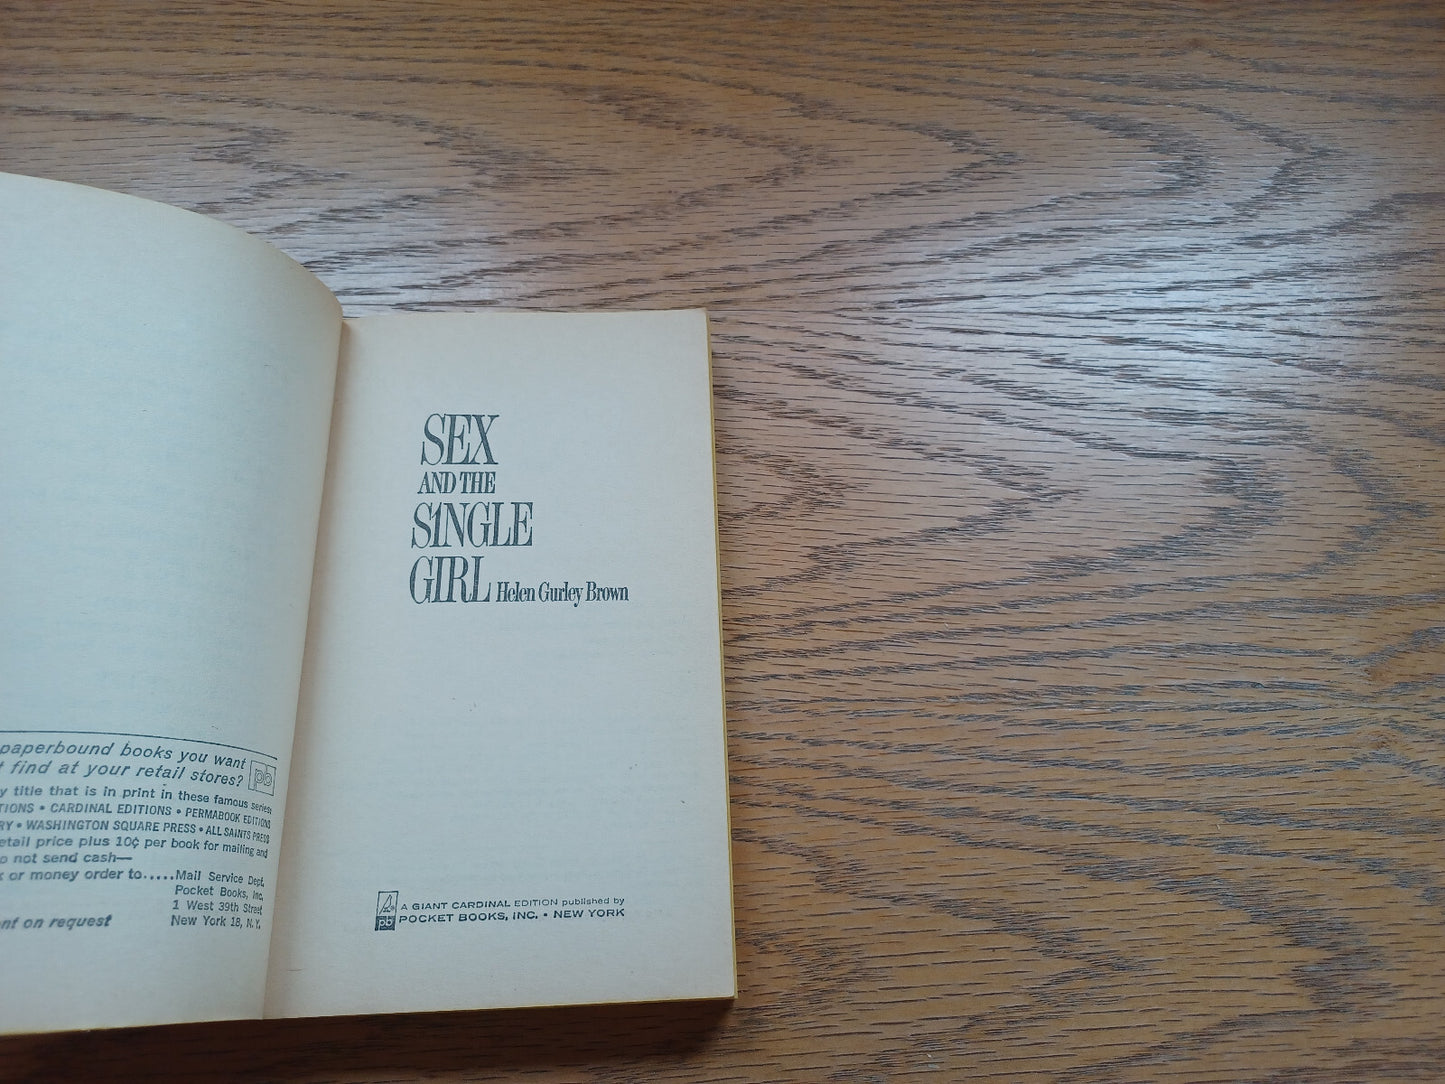 paperbound books you want
find at your retail stores? pb
title that is in print in these famous series:
CARDINAL EDITIONS • PERMABOOK EDITIONS
• WASHINGTON SQUARE PRESS • ALL SAINTS PRESS
retail price plus 10¢ per book for mailing and
not send cash—
or money order to.....Mail Service Dept.
Pocket Books, Inc.
1 West 39th Street
New York 18, N. Y.
on request
SEX
AND THE
S1NGLE
GIRL Helen Gurley Brown
A GIANT CARDINAL EDITION published by
pb POCKET BOOKS, INC. • NEW YORK